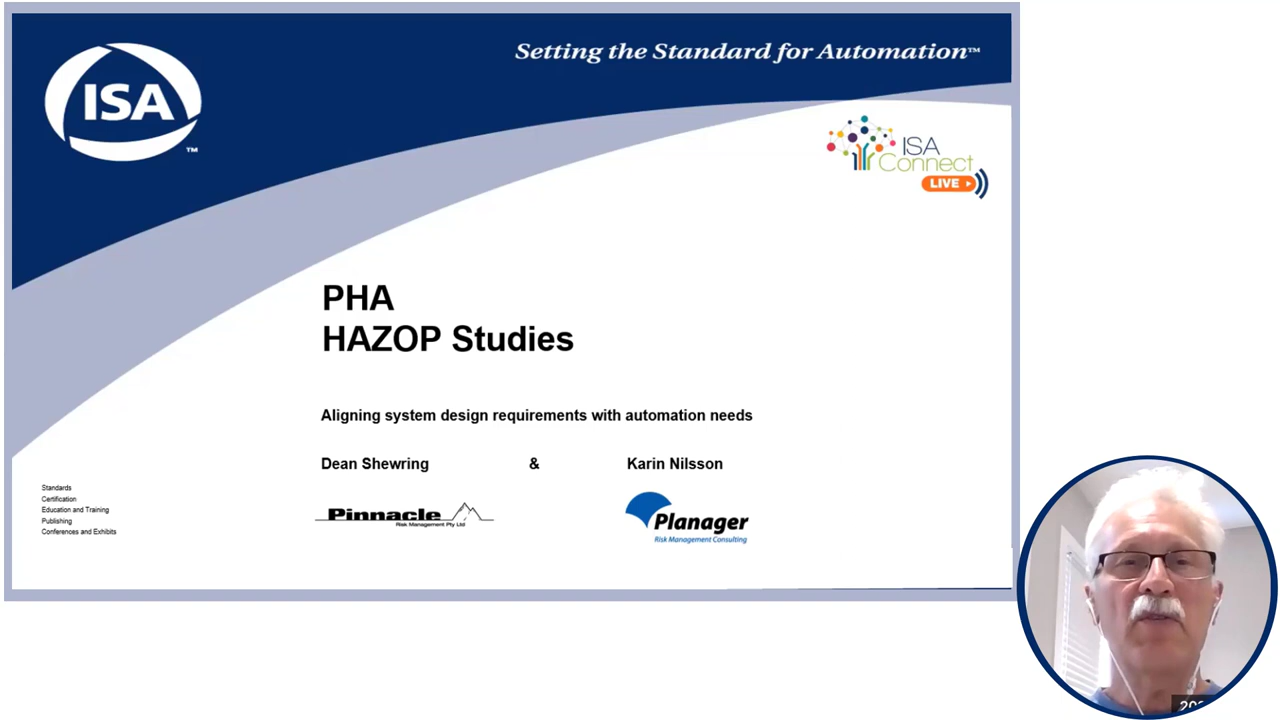 Setting the Standard for Automation™
ISA™
ISA
Connect
LIVE
PHA
HAZOP Studies
Aligning system design requirements with automation needs
Dean Shewring & Karin Nilsson
Standards
Certification
Education and Training
Publishing
Conferences and Exhibits
Pinnacle
Risk Management Pty Ltd
Planager
Risk Management Consulting